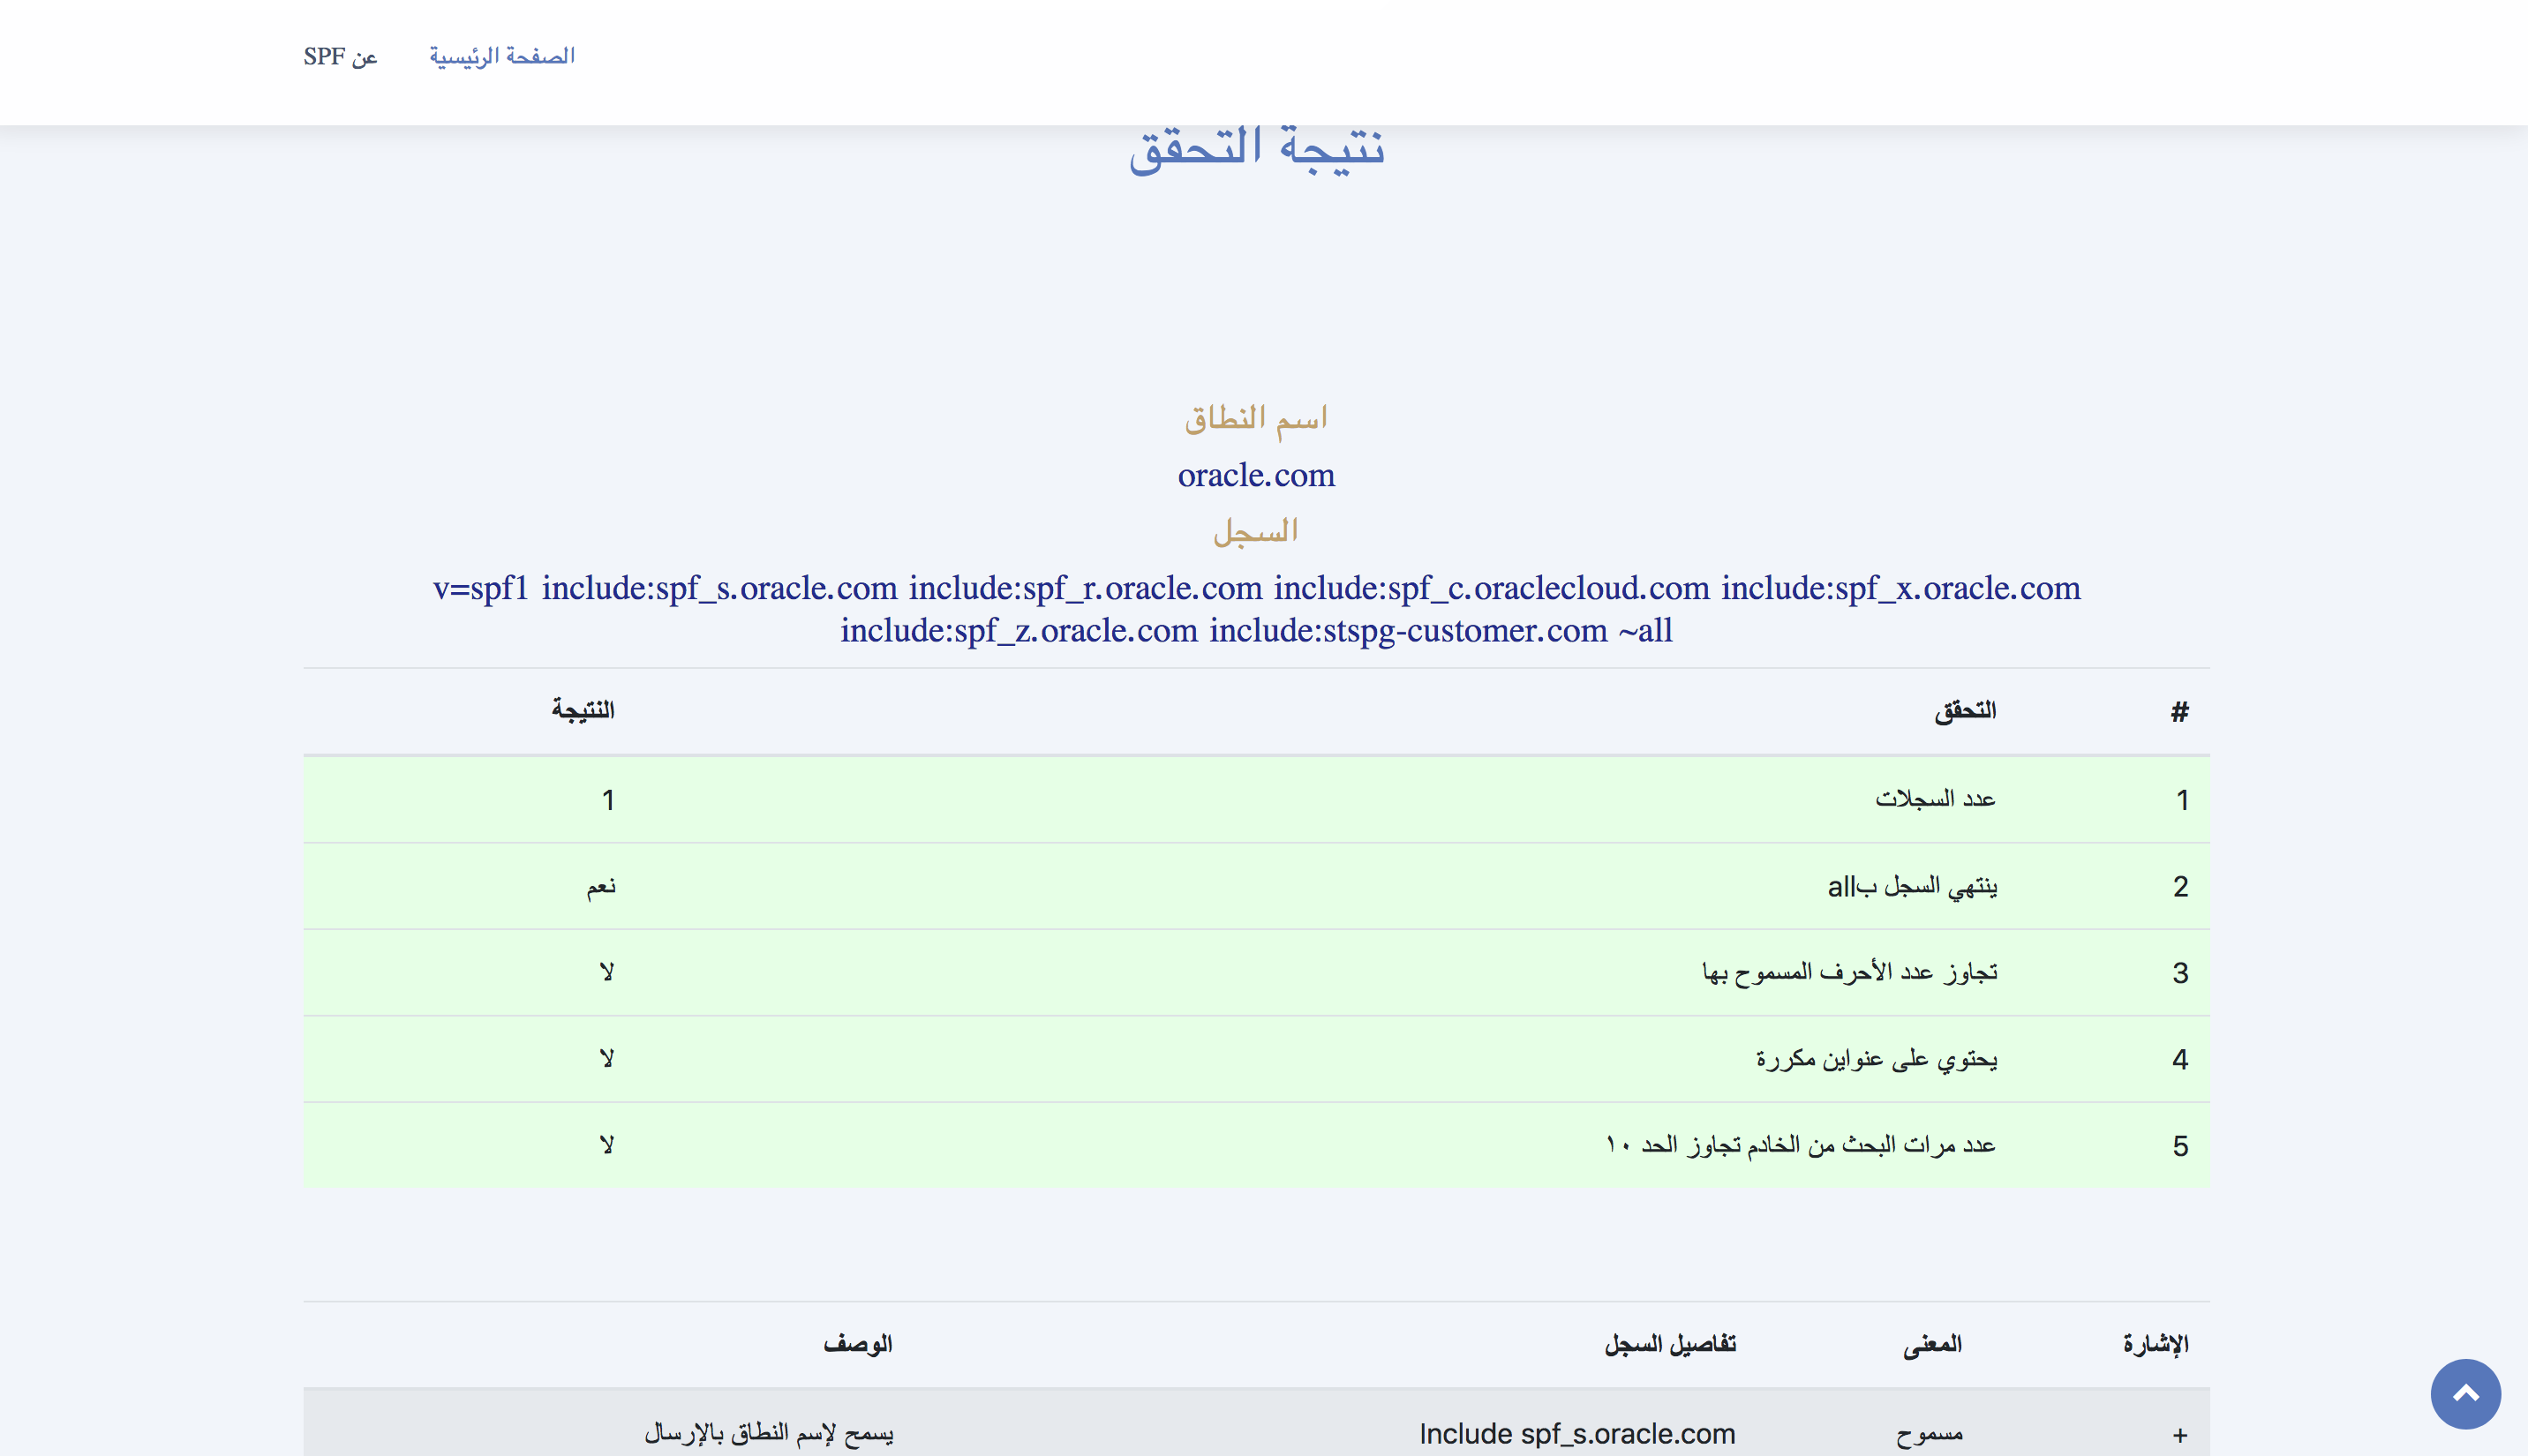 الصفحة الرئيسية عن SPF
نتيجة التحقق
اسم النطاق
oracle.com
السجل
v=spf1 include:spf_s.oracle.com include:spf_r.oracle.com include:spf_c.oraclecloud.com include:spf_x.oracle.com
include:spf_z.oracle.com include:stspg-customer.com ~all
# التحقق النتيجة
1 عدد السجلات 1
2 ينتهي السجل بall نعم
3 تجاوز عدد الأحرف المسموح بها لا
4 يحتوي على عنواين مكررة لا
5 عدد مرات البحث من الخادم تجاوز الحد ١٠ لا
الإشارة المعنى تفاصيل السجل الوصف
+ مسموح Include spf_s.oracle.com يسمح لإسم النطاق بالإرسال